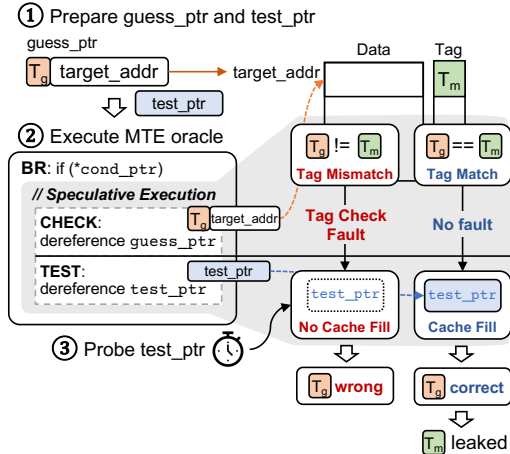 ① Prepare guess_ptr and test_ptr
guess_ptr
Tg target_addr
target_addr
Data
Tag
Tm
test_ptr
② Execute MTE oracle
BR: if (*cond_ptr)
// Speculative Execution
CHECK:
dereference guess_ptr
Tg target_addr
TEST:
dereference test_ptr
test_ptr
Tg != Tm
Tag Mismatch
Tg == Tm
Tag Match
Tag Check
Fault
No fault
test_ptr
No Cache Fill
test_ptr
Cache Fill
③ Probe test_ptr
Tg wrong
Tg correct
Tm leaked